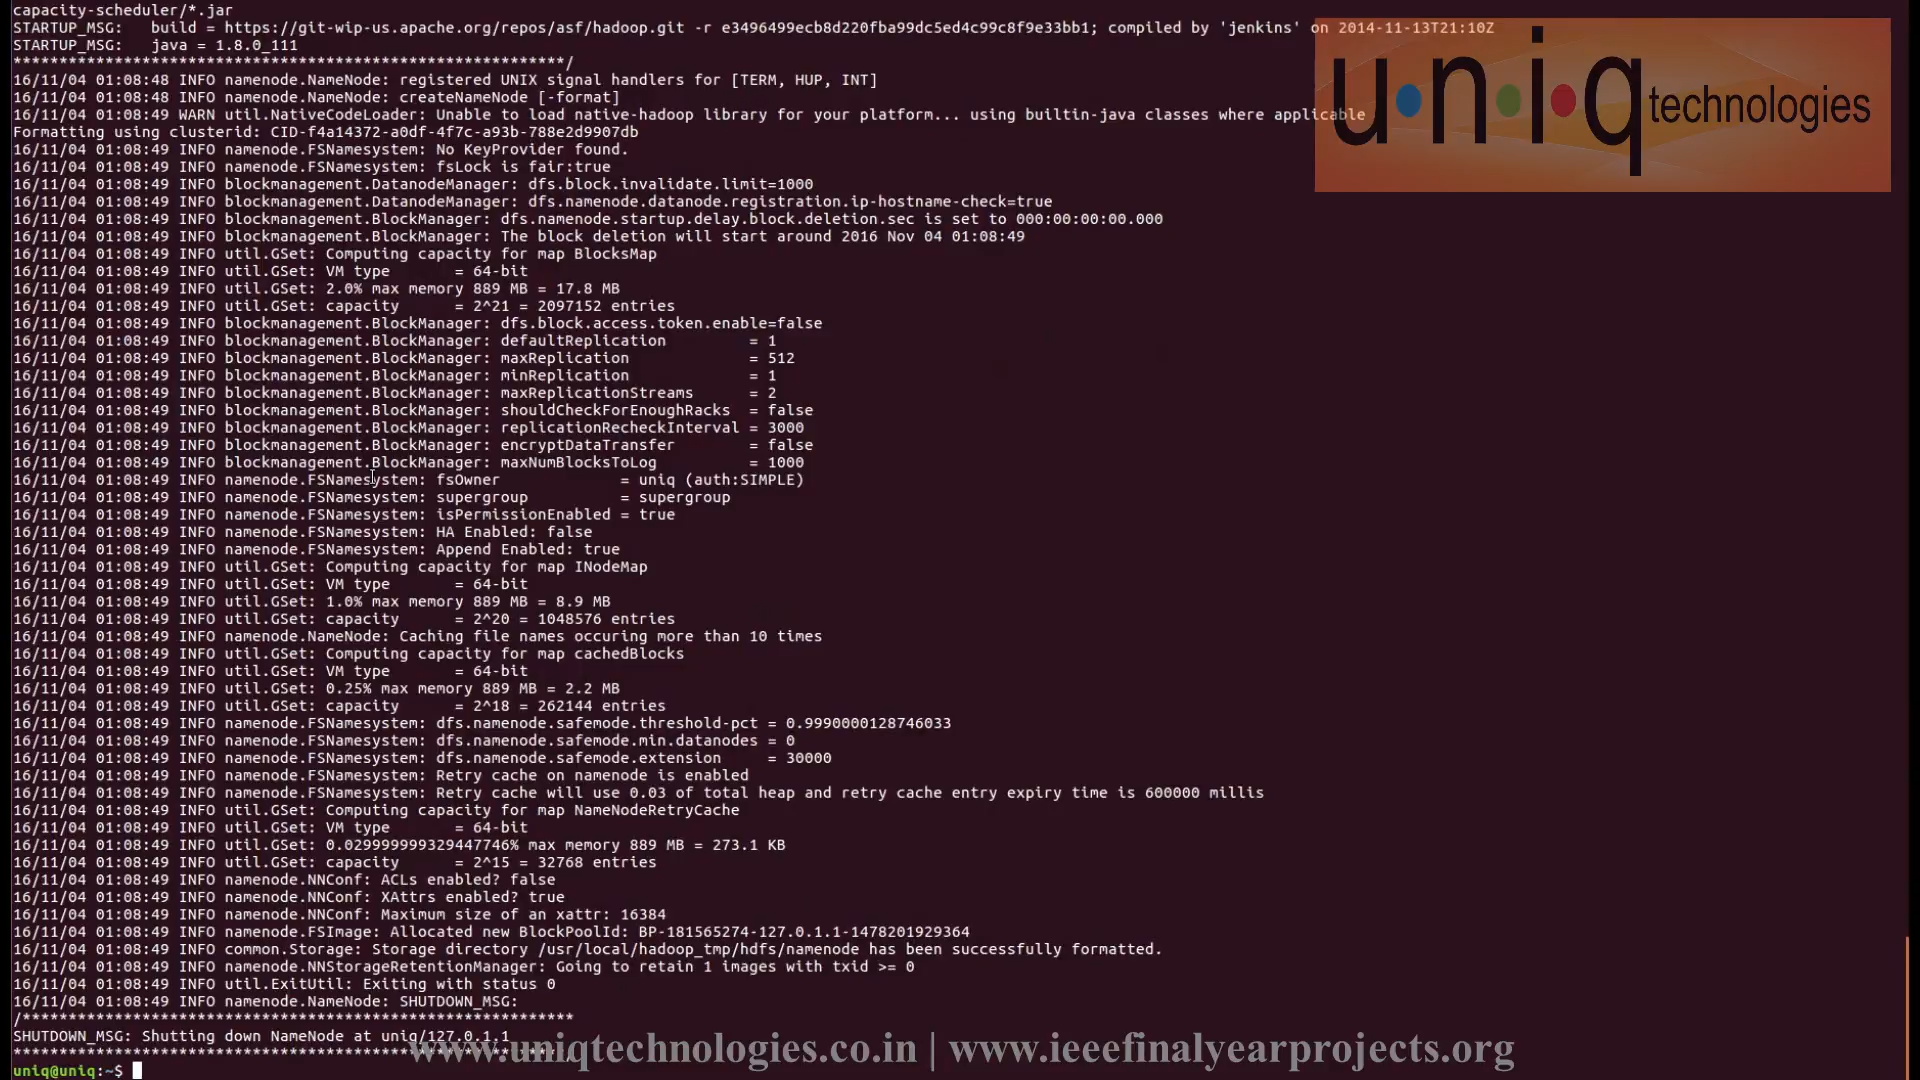 capacity-scheduler/*.jar
STARTUP_MSG:   build = https://git-wip-us.apache.org/repos/asf/hadoop.git -r e3496499ecb8d220fba99dc5ed4c99c8f9e33bb1; compiled by 'jenkins' on 2014-11-13T21:10Z
STARTUP_MSG:   java = 1.8.0_111
************************************************************/
16/11/04 01:08:48 INFO namenode.NameNode: registered UNIX signal handlers for [TERM, HUP, INT]
16/11/04 01:08:48 INFO namenode.NameNode: createNameNode [-format]
16/11/04 01:08:49 WARN util.NativeCodeLoader: Unable to load native-hadoop library for your platform... using builtin-java classes where applicable
Formatting using clusterid: CID-f4a14372-a0df-4f7c-a93b-788e2d9907db
16/11/04 01:08:49 INFO namenode.FSNamesystem: No KeyProvider found.
16/11/04 01:08:49 INFO namenode.FSNamesystem: fsLock is fair:true
16/11/04 01:08:49 INFO blockmanagement.DatanodeManager: dfs.block.invalidate.limit=1000
16/11/04 01:08:49 INFO blockmanagement.DatanodeManager: dfs.namenode.datanode.registration.ip-hostname-check=true
16/11/04 01:08:49 INFO blockmanagement.BlockManager: dfs.namenode.startup.delay.block.deletion.sec is set to 000:00:00:00.000
16/11/04 01:08:49 INFO blockmanagement.BlockManager: The block deletion will start around 2016 Nov 04 01:08:49
16/11/04 01:08:49 INFO util.GSet: Computing capacity for map BlocksMap
16/11/04 01:08:49 INFO util.GSet: VM type       = 64-bit
16/11/04 01:08:49 INFO util.GSet: 2.0% max memory 889 MB = 17.8 MB
16/11/04 01:08:49 INFO util.GSet: capacity      = 2^21 = 2097152 entries
16/11/04 01:08:49 INFO blockmanagement.BlockManager: dfs.block.access.token.enable=false
16/11/04 01:08:49 INFO blockmanagement.BlockManager: defaultReplication         = 1
16/11/04 01:08:49 INFO blockmanagement.BlockManager: maxReplication             = 512
16/11/04 01:08:49 INFO blockmanagement.BlockManager: minReplication             = 1
16/11/04 01:08:49 INFO blockmanagement.BlockManager: maxReplicationStreams      = 2
16/11/04 01:08:49 INFO blockmanagement.BlockManager: shouldCheckForEnoughRacks  = false
16/11/04 01:08:49 INFO blockmanagement.BlockManager: replicationRecheckInterval = 3000
16/11/04 01:08:49 INFO blockmanagement.BlockManager: encryptDataTransfer        = false
16/11/04 01:08:49 INFO blockmanagement.BlockManager: maxNumBlocksToLog          = 1000
16/11/04 01:08:49 INFO namenode.FSNamesystem: fsOwner             = uniq (auth:SIMPLE)
16/11/04 01:08:49 INFO namenode.FSNamesystem: supergroup          = supergroup
16/11/04 01:08:49 INFO namenode.FSNamesystem: isPermissionEnabled = true
16/11/04 01:08:49 INFO namenode.FSNamesystem: HA Enabled: false
16/11/04 01:08:49 INFO namenode.FSNamesystem: Append Enabled: true
16/11/04 01:08:49 INFO util.GSet: Computing capacity for map INodeMap
16/11/04 01:08:49 INFO util.GSet: VM type       = 64-bit
16/11/04 01:08:49 INFO util.GSet: 1.0% max memory 889 MB = 8.9 MB
16/11/04 01:08:49 INFO util.GSet: capacity      = 2^20 = 1048576 entries
16/11/04 01:08:49 INFO namenode.NameNode: Caching file names occuring more than 10 times
16/11/04 01:08:49 INFO util.GSet: Computing capacity for map cachedBlocks
16/11/04 01:08:49 INFO util.GSet: VM type       = 64-bit
16/11/04 01:08:49 INFO util.GSet: 0.25% max memory 889 MB = 2.2 MB
16/11/04 01:08:49 INFO util.GSet: capacity      = 2^18 = 262144 entries
16/11/04 01:08:49 INFO namenode.FSNamesystem: dfs.namenode.safemode.threshold-pct = 0.9990000128746033
16/11/04 01:08:49 INFO namenode.FSNamesystem: dfs.namenode.safemode.min.datanodes = 0
16/11/04 01:08:49 INFO namenode.FSNamesystem: dfs.namenode.safemode.extension     = 30000
16/11/04 01:08:49 INFO namenode.FSNamesystem: Retry cache on namenode is enabled
16/11/04 01:08:49 INFO namenode.FSNamesystem: Retry cache will use 0.03 of total heap and retry cache entry expiry time is 600000 millis
16/11/04 01:08:49 INFO util.GSet: Computing capacity for map NameNodeRetryCache
16/11/04 01:08:49 INFO util.GSet: VM type       = 64-bit
16/11/04 01:08:49 INFO util.GSet: 0.029999999329447746% max memory 889 MB = 273.1 KB
16/11/04 01:08:49 INFO util.GSet: capacity      = 2^15 = 32768 entries
16/11/04 01:08:49 INFO namenode.NNConf: ACLs enabled? false
16/11/04 01:08:49 INFO namenode.NNConf: XAttrs enabled? true
16/11/04 01:08:49 INFO namenode.NNConf: Maximum size of an xattr: 16384
16/11/04 01:08:49 INFO namenode.FSImage: Allocated new BlockPoolId: BP-181565274-127.0.1.1-1478201929364
16/11/04 01:08:49 INFO common.Storage: Storage directory /usr/local/hadoop_tmp/hdfs/namenode has been successfully formatted.
16/11/04 01:08:49 INFO namenode.NNStorageRetentionManager: Going to retain 1 images with txid >= 0
16/11/04 01:08:49 INFO util.ExitUtil: Exiting with status 0
16/11/04 01:08:49 INFO namenode.NameNode: SHUTDOWN_MSG:
/************************************************************
SHUTDOWN_MSG: Shutting down NameNode at uniq/127.0.1.1
************************************************************/
uniq@uniq:~$
u·n·i·q technologies
www.uniqtechnologies.co.in | www.ieeefinalyearprojects.org